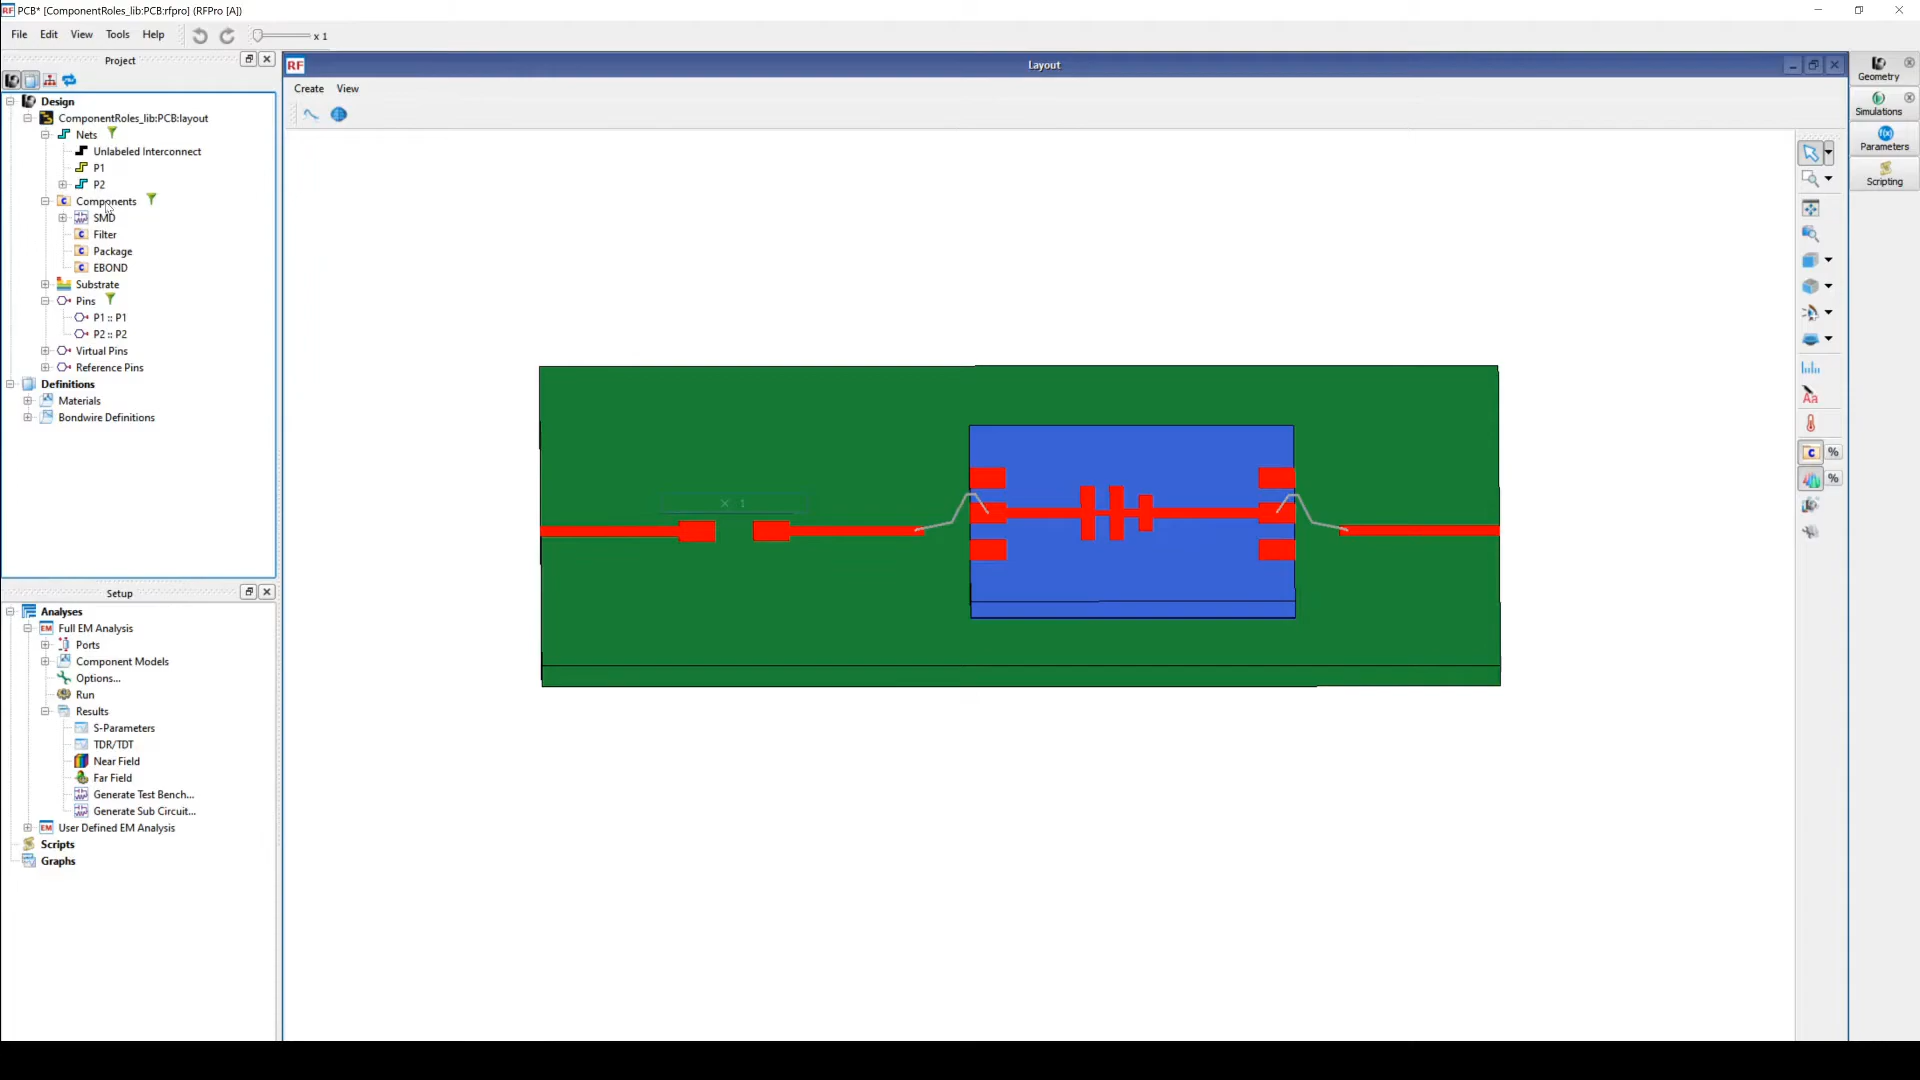 PCB* [ComponentRoles_lib:PCB:rfpro] (RFPro [A])
File Edit View Tools Help x 1
Project
Design
ComponentRoles_lib:PCB:layout
Nets
Unlabeled Interconnect
P1
P2
Components
SMD
Filter
Package
EBOND
Substrate
Pins
P1 :: P1
P2 :: P2
Virtual Pins
Reference Pins
Definitions
Materials
Bondwire Definitions
Setup
Analyses
Full EM Analysis
Ports
Component Models
Options...
Run
Results
S-Parameters
TDR/TDT
Near Field
Far Field
Generate Test Bench...
Generate Sub Circuit...
User Defined EM Analysis
Scripts
Graphs
RF Layout
Create View
X 1
Geometry
Simulations
Parameters
Scripting
Aa
C %
%